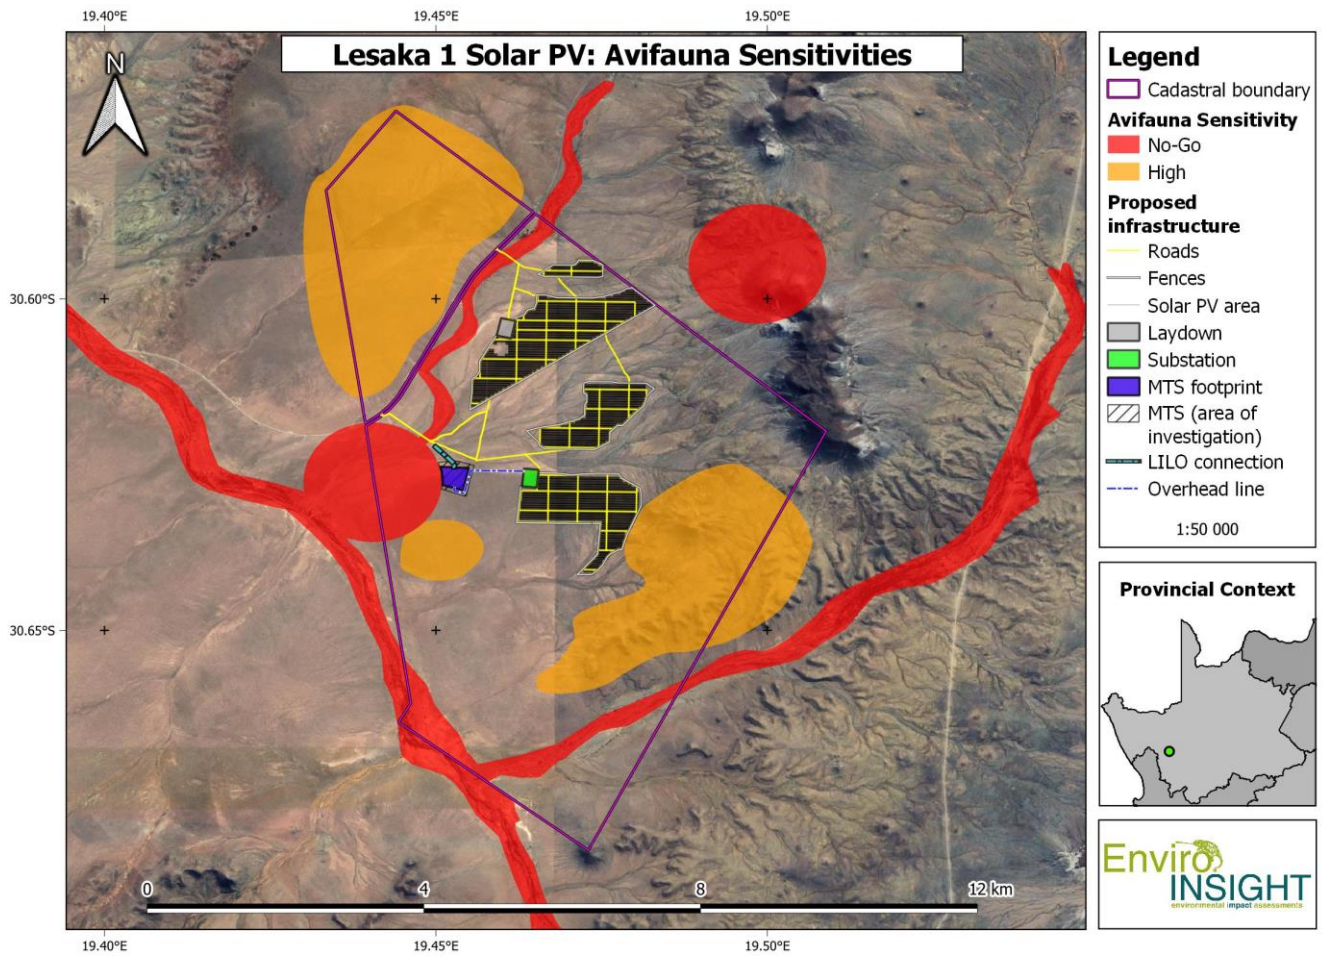 19.40°E 19.45°E 19.50°E
Lesaka 1 Solar PV: Avifauna Sensitivities
N
30.60°S
30.65°S
0 4 8 12 km
19.40°E 19.45°E 19.50°E
Legend
Cadastral boundary
Avifauna Sensitivity
No-Go
High
Proposed
infrastructure
Roads
Fences
Solar PV area
Laydown
Substation
MTS footprint
MTS (area of
investigation)
LILO connection
Overhead line
1:50 000
Provincial Context
Enviro
INSIGHT
environmental impact assessments